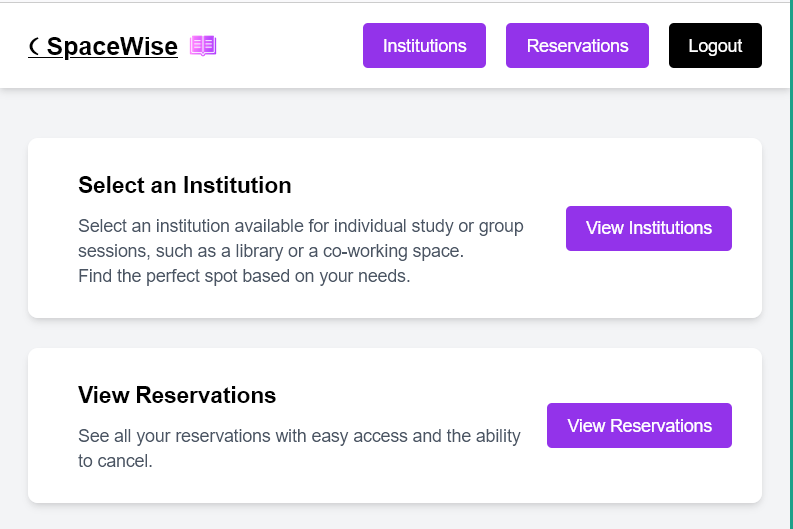 SpaceWise
Institutions
Reservations
Logout
Select an Institution
Select an institution available for individual study or group
sessions, such as a library or a co-working space.
Find the perfect spot based on your needs.
View Institutions
View Reservations
See all your reservations with easy access and the ability
to cancel.
View Reservations